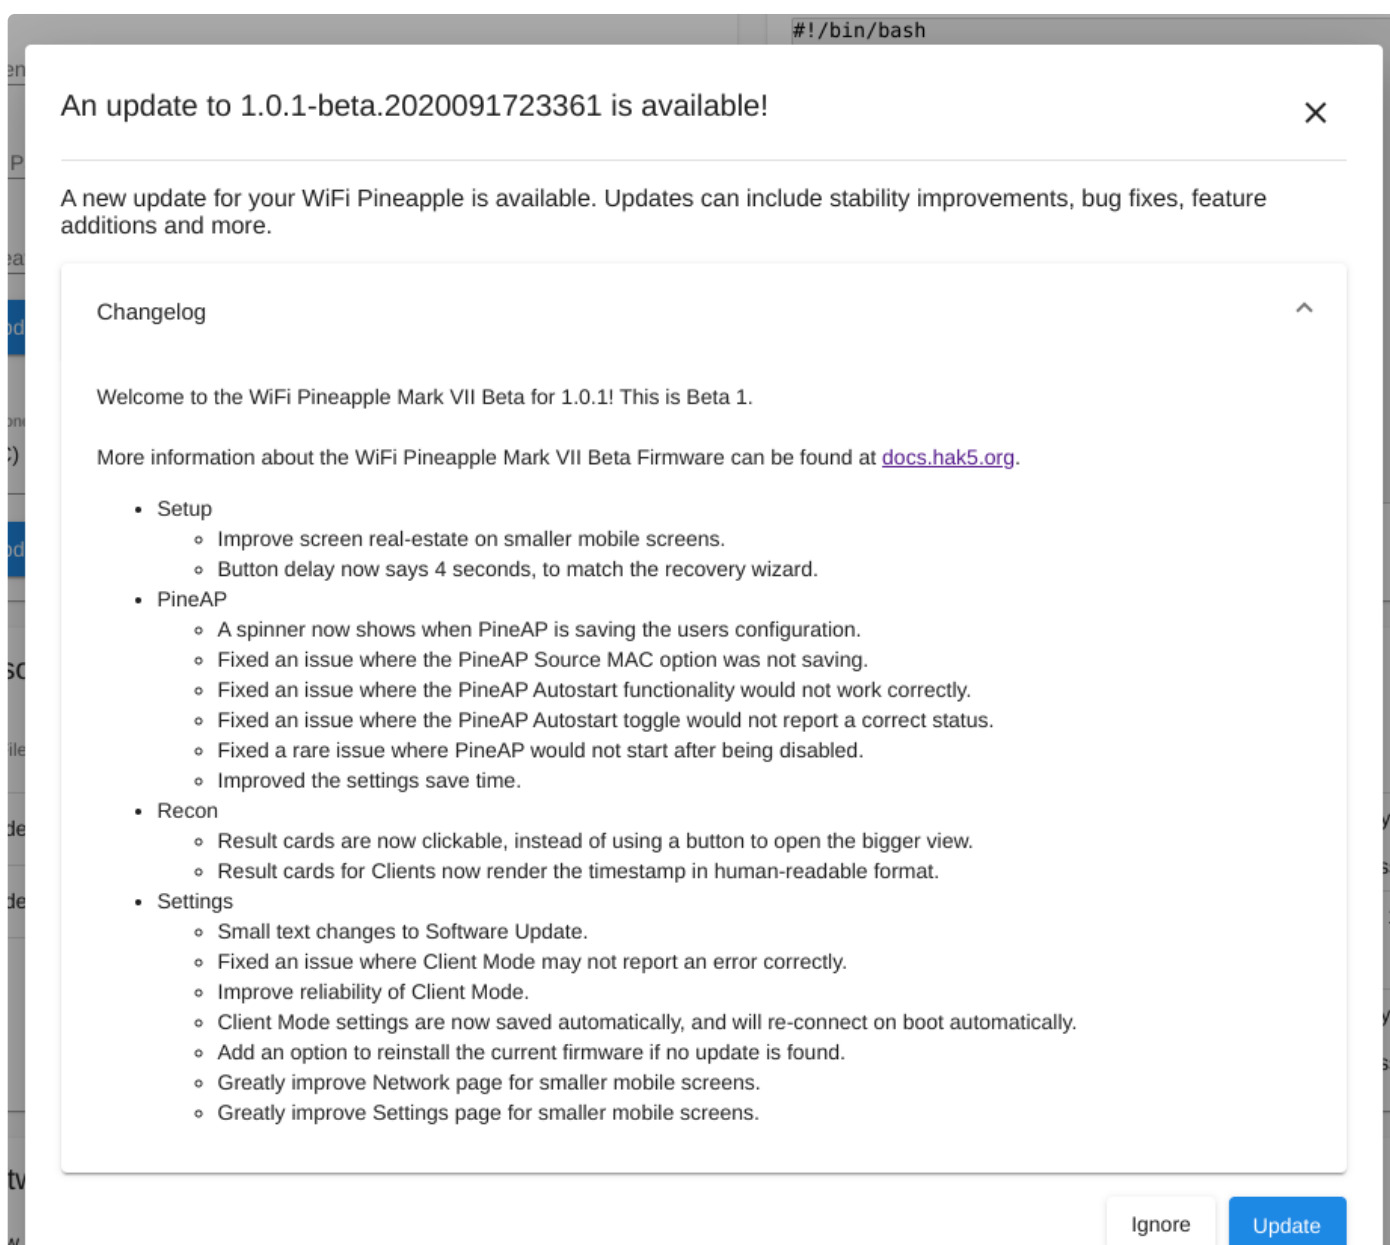 #!/bin/bash
An update to 1.0.1-beta.2020091723361 is available!
A new update for your WiFi Pineapple is available. Updates can include stability improvements, bug fixes, feature
additions and more.
Changelog
Welcome to the WiFi Pineapple Mark VII Beta for 1.0.1! This is Beta 1.
More information about the WiFi Pineapple Mark VII Beta Firmware can be found at docs.hak5.org.
• Setup
◦ Improve screen real-estate on smaller mobile screens.
◦ Button delay now says 4 seconds, to match the recovery wizard.
• PineAP
◦ A spinner now shows when PineAP is saving the users configuration.
◦ Fixed an issue where the PineAP Source MAC option was not saving.
◦ Fixed an issue where the PineAP Autostart functionality would not work correctly.
◦ Fixed an issue where the PineAP Autostart toggle would not report a correct status.
◦ Fixed a rare issue where PineAP would not start after being disabled.
◦ Improved the settings save time.
• Recon
◦ Result cards are now clickable, instead of using a button to open the bigger view.
◦ Result cards for Clients now render the timestamp in human-readable format.
• Settings
◦ Small text changes to Software Update.
◦ Fixed an issue where Client Mode may not report an error correctly.
◦ Improve reliability of Client Mode.
◦ Client Mode settings are now saved automatically, and will re-connect on boot automatically.
◦ Add an option to reinstall the current firmware if no update is found.
◦ Greatly improve Network page for smaller mobile screens.
◦ Greatly improve Settings page for smaller mobile screens.
Ignore
Update